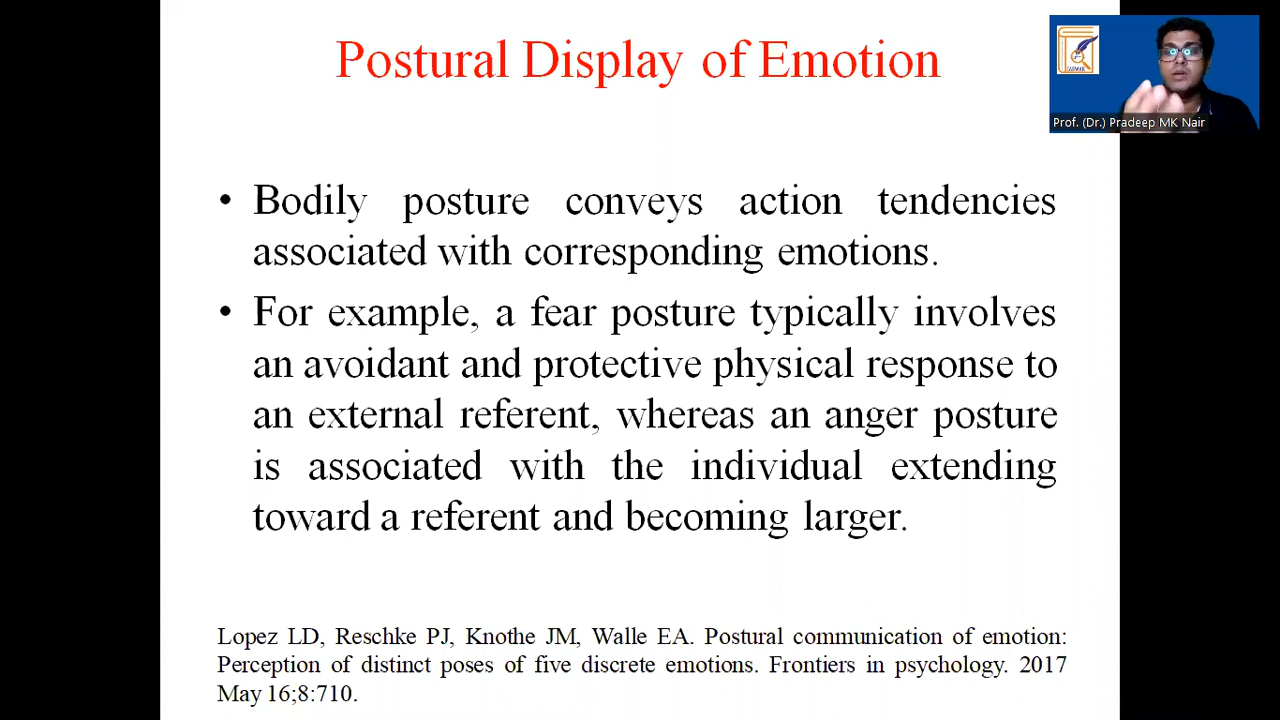 Postural Display of Emotion
Prof. (Dr.) Pradeep MK Nair
• Bodily posture conveys action tendencies
associated with corresponding emotions.
• For example, a fear posture typically involves
an avoidant and protective physical response to
an external referent, whereas an anger posture
is associated with the individual extending
toward a referent and becoming larger.
Lopez LD, Reschke PJ, Knothe JM, Walle EA. Postural communication of emotion:
Perception of distinct poses of five discrete emotions. Frontiers in psychology. 2017
May 16;8:710.